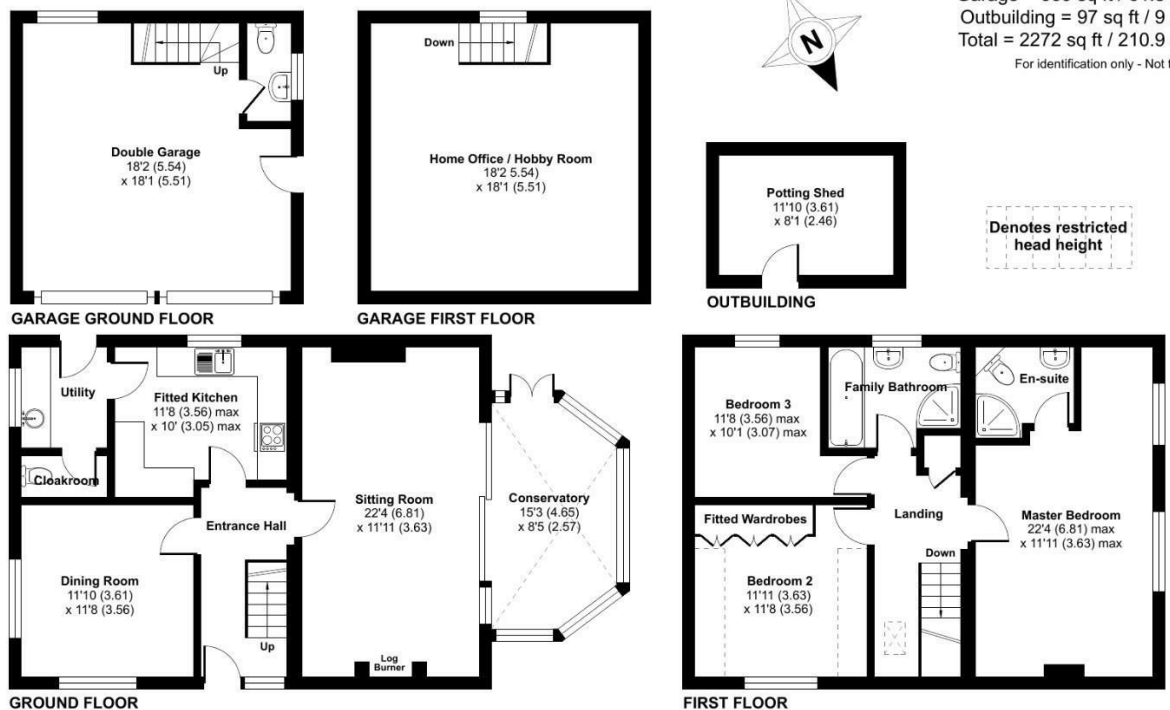 Garage = 339 sq ft / 31.5
Outbuilding = 97 sq ft / 9
Total = 2272 sq ft / 210.9
For identification only - Not
N
Up
Double Garage
18'2 (5.54)
x 18'1 (5.51)
GARAGE GROUND FLOOR
Down
Home Office / Hobby Room
18'2 5.54)
x 18'1 (5.51)
GARAGE FIRST FLOOR
Potting Shed
11'10 (3.61)
x 8'1 (2.46)
OUTBUILDING
Denotes restricted
head height
Utility
Fitted Kitchen
11'8 (3.56) max
x 10' (3.05) max
Cloakroom
Entrance Hall
Sitting Room
22'4 (6.81)
x 11'11 (3.63)
Conservatory
15'3 (4.65)
x 8'5 (2.57)
Dining Room
11'10 (3.61)
x 11'8 (3.56)
Up
Log
Burner
GROUND FLOOR
Family Bathroom
En-suite
Bedroom 3
11'8 (3.56) max
x 10'1 (3.07) max
Fitted Wardrobes
Landing
Master Bedroom
22'4 (6.81) max
x 11'11 (3.63) max
Down
Bedroom 2
11'11 (3.63)
x 11'8 (3.56)
FIRST FLOOR